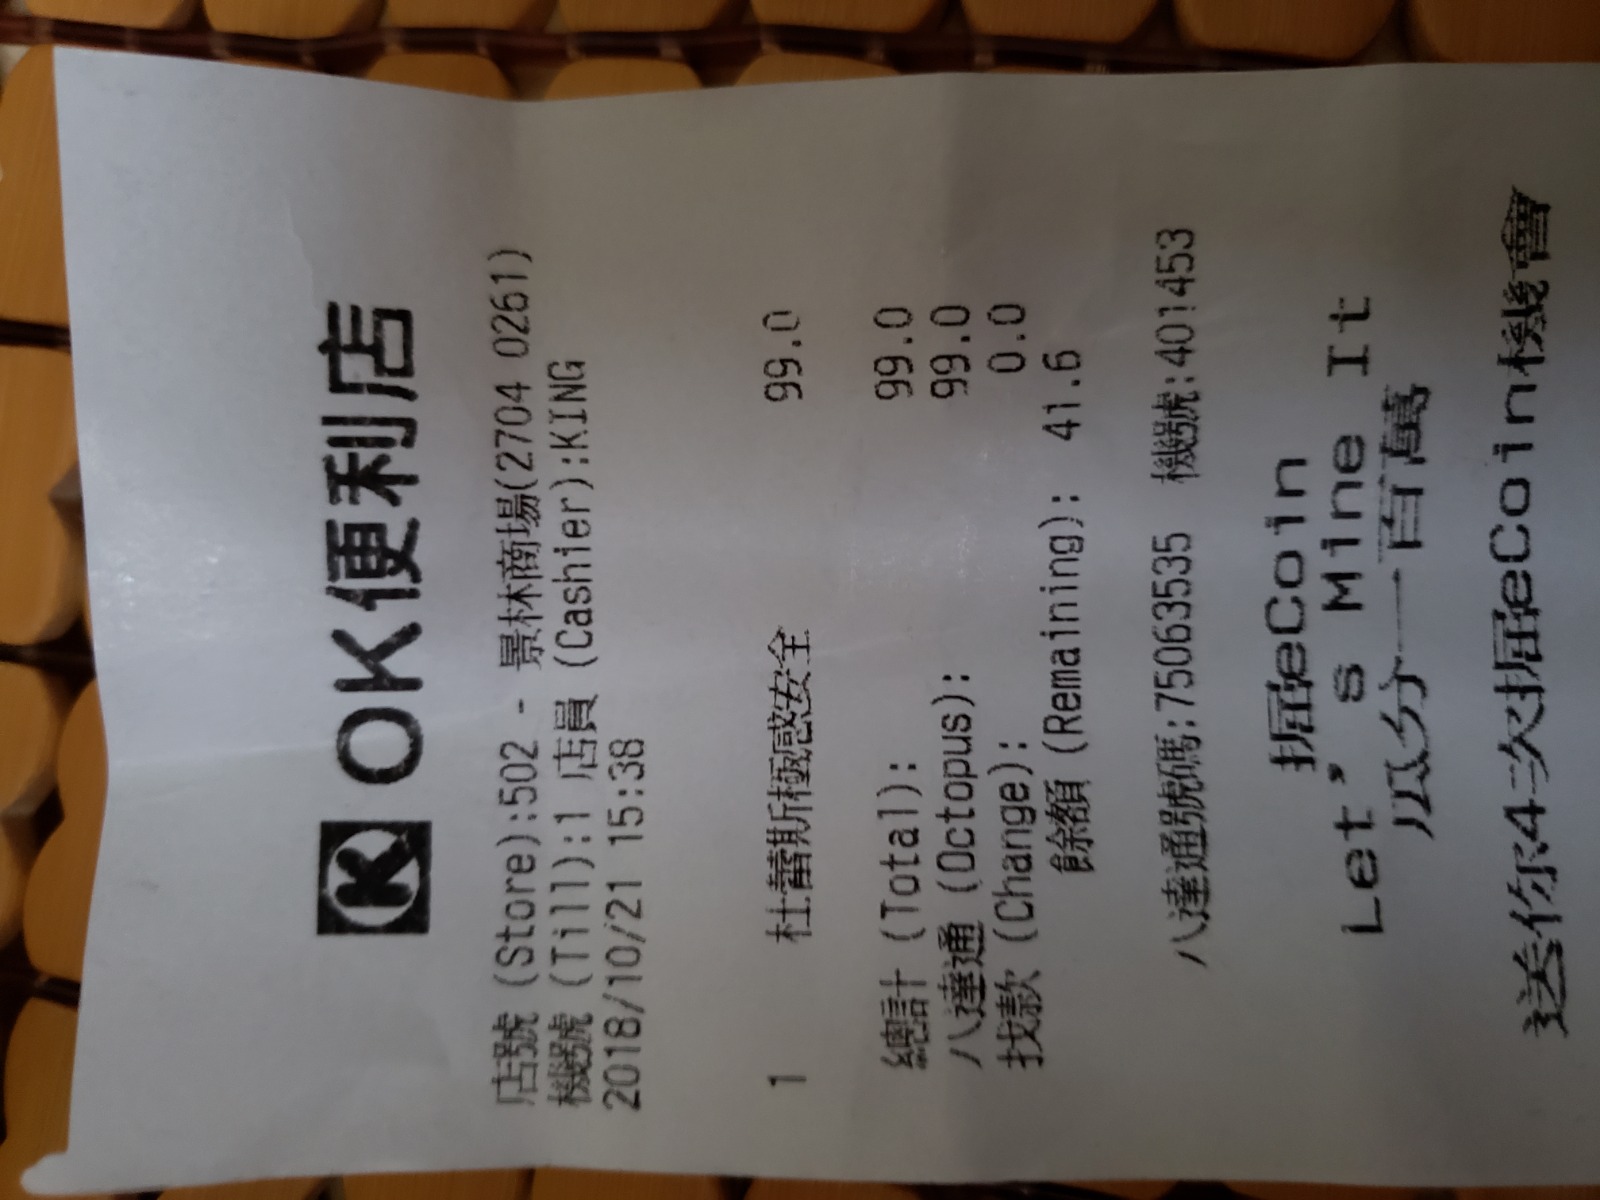 K OK便利店
店號 (Store):502 - 景林商場(2704 0261)
機號 (Till):1 店員 (Cashier):KING
2018/10/21 15:38
1 杜蕾斯極感安全 99.0
總計 (Total): 99.0
八達通 (Octopus): 99.0
找款 (Change): 0.0
餘額 (Remaining): 41.6
八達通號碼:75063535 機號:401453
掘eCoin
Let's Mine It
瓜分一百萬
送你4次掘eCoin機會